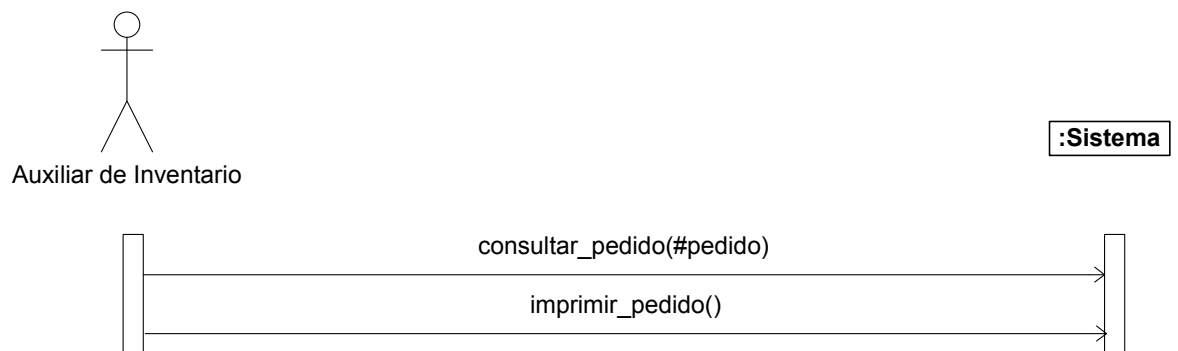 :Sistema
Auxiliar de Inventario
consultar_pedido(#pedido)
imprimir_pedido()